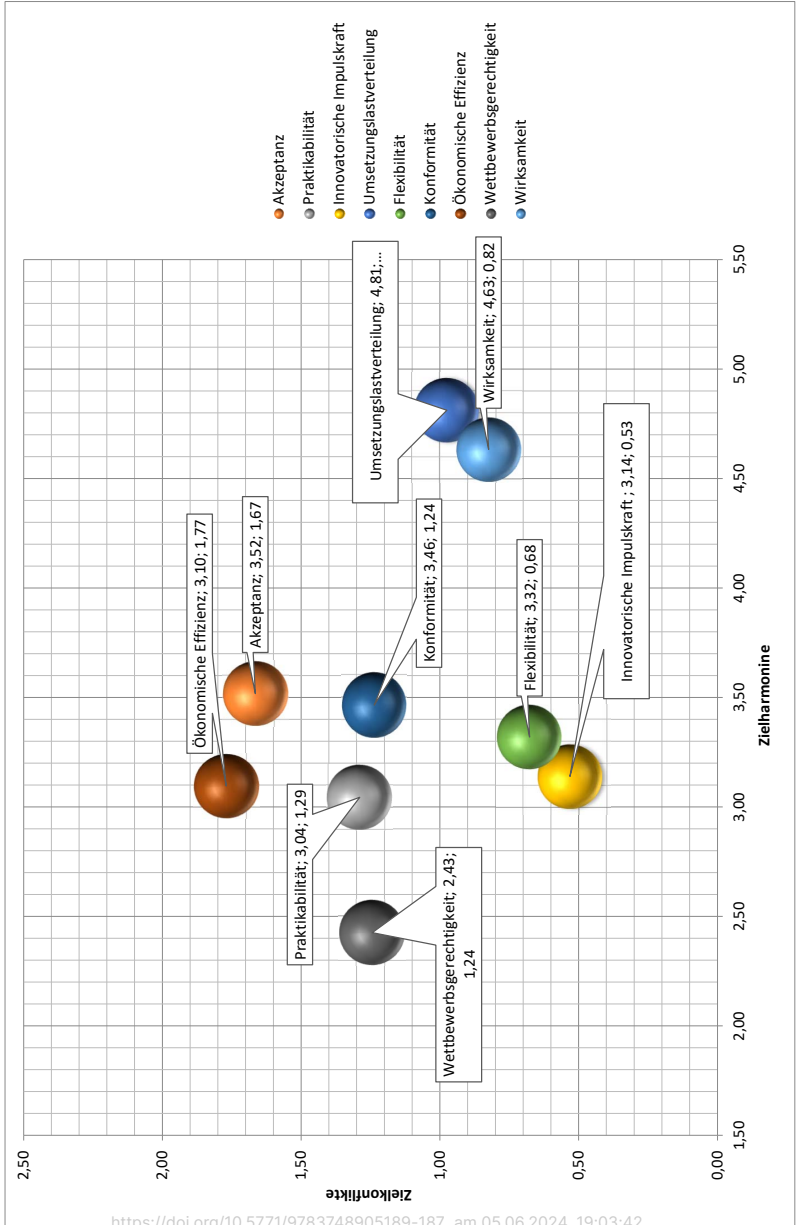 2,50
2,00
1,50
1,00
0,50
0,00
Zielkonflikte
1,50
2,00
2,50
3,00
3,50
4,00
4,50
5,00
5,50
Zielharmonine
Ökonomische Effizienz; 3,10; 1,77
Akzeptanz; 3,52; 1,67
Praktikabilität; 3,04; 1,29
Konformität; 3,46; 1,24
Wettbewerbsgerechtigkeit; 2,43;
1,24
Umsetzungslastverteilung; 4,81;...
Wirksamkeit; 4,63; 0,82
Flexibilität; 3,32; 0,68
Innovatorische Impulskraft ; 3,14; 0,53
Akzeptanz
Praktikabilität
Innovatorische Impulskraft
Umsetzungslastverteilung
Flexibilität
Konformität
Ökonomische Effizienz
Wettbewerbsgerechtigkeit
Wirksamkeit
https://doi.org/10.5771/9783748905189-187, am 05.06.2024, 19:03:42